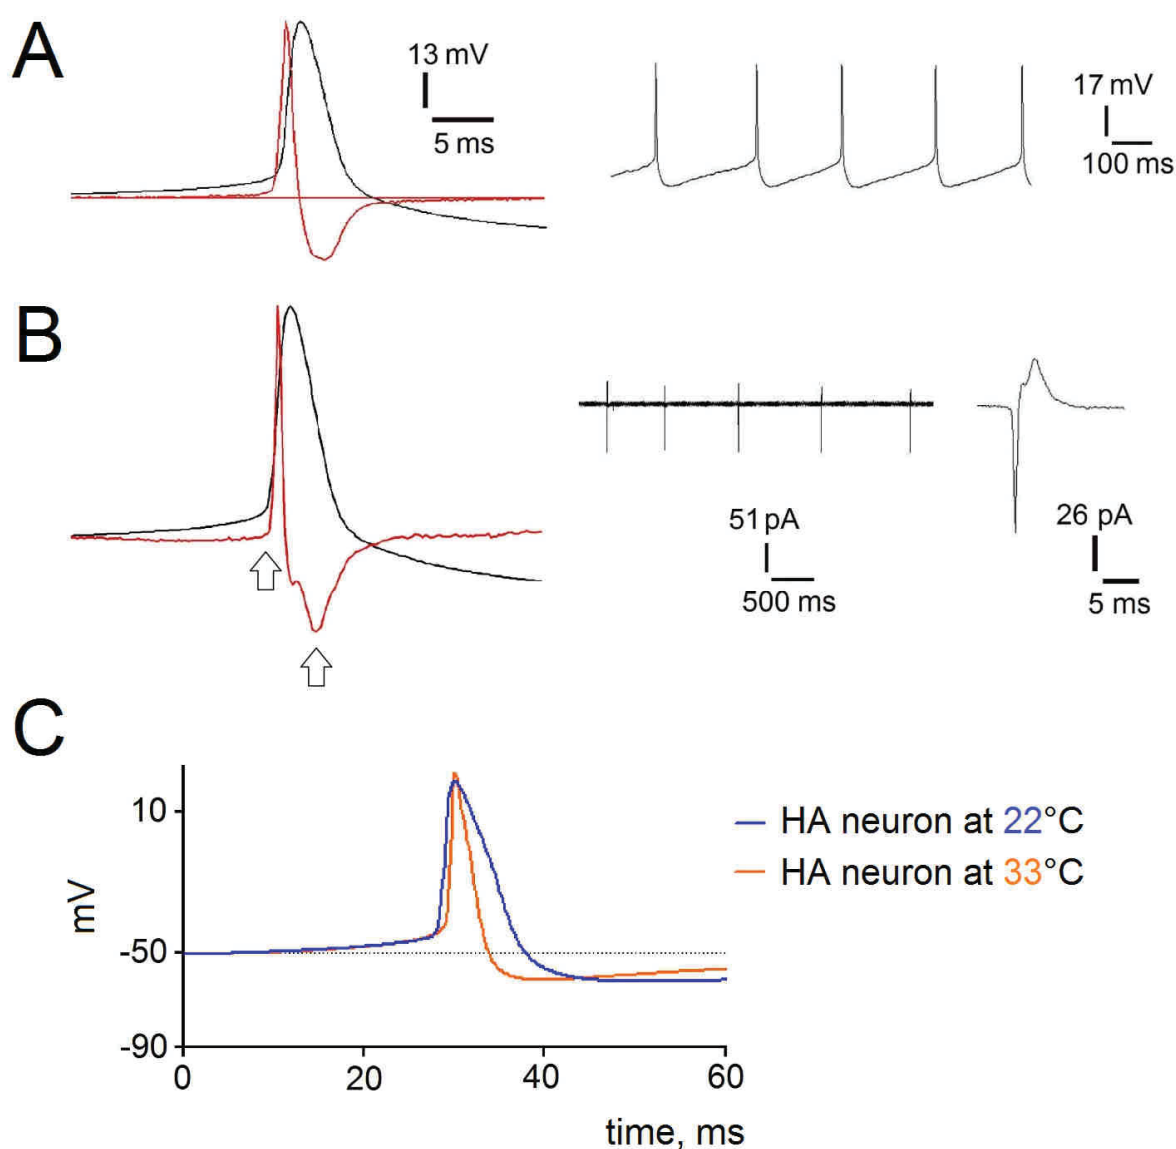 A
13 mV
5 ms
17 mV
100 ms
B
51 pA
500 ms
26 pA
5 ms
C
10
-50
-90
mV
0
20
40
60
time, ms
HA neuron at 22°C
HA neuron at 33°C